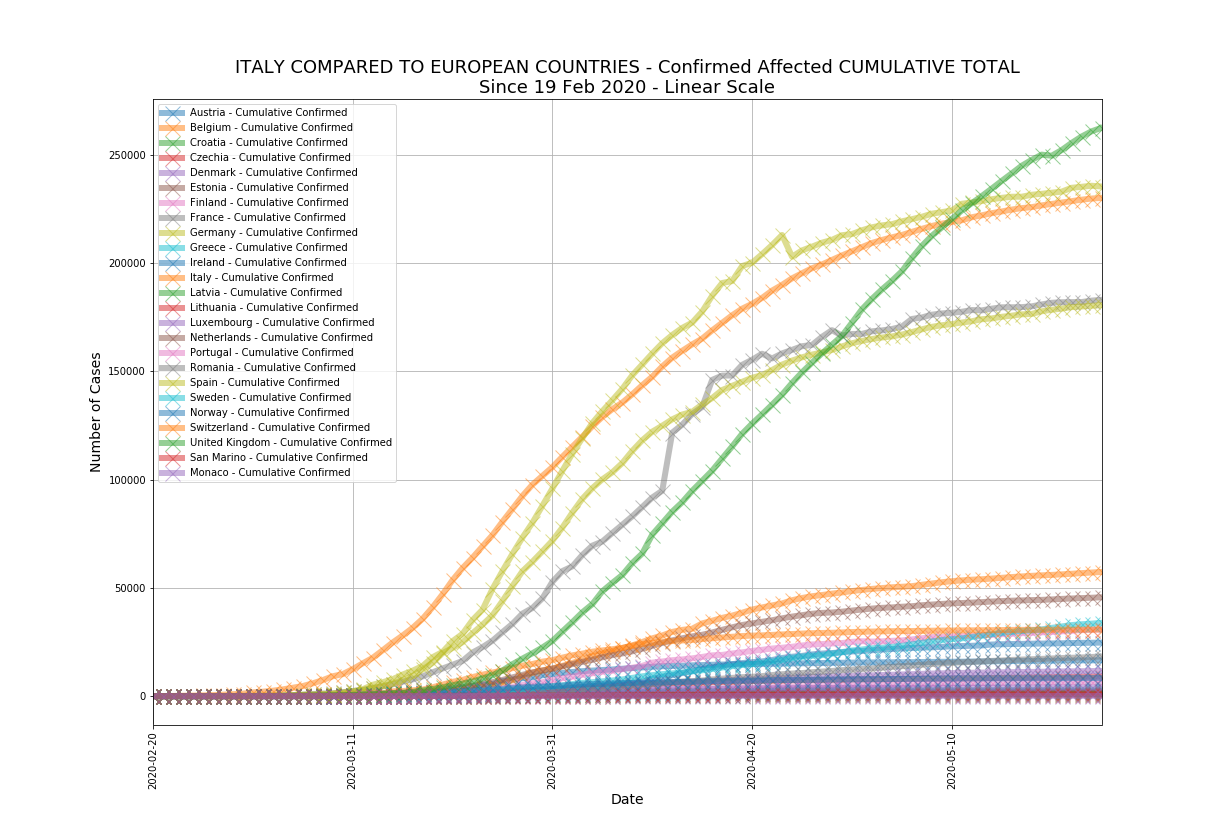 ITALY COMPARED TO EUROPEAN COUNTRIES - Confirmed Affected CUMULATIVE TOTAL
Since 19 Feb 2020 - Linear Scale
Austria - Cumulative Confirmed
Belgium - Cumulative Confirmed
Croatia - Cumulative Confirmed
Czechia - Cumulative Confirmed
Denmark - Cumulative Confirmed
Estonia - Cumulative Confirmed
Finland - Cumulative Confirmed
France - Cumulative Confirmed
Germany - Cumulative Confirmed
Greece - Cumulative Confirmed
Ireland - Cumulative Confirmed
Italy - Cumulative Confirmed
Latvia - Cumulative Confirmed
Lithuania - Cumulative Confirmed
Luxembourg - Cumulative Confirmed
Netherlands - Cumulative Confirmed
Portugal - Cumulative Confirmed
Romania - Cumulative Confirmed
Spain - Cumulative Confirmed
Sweden - Cumulative Confirmed
Norway - Cumulative Confirmed
Switzerland - Cumulative Confirmed
United Kingdom - Cumulative Confirmed
San Marino - Cumulative Confirmed
Monaco - Cumulative Confirmed
Number of Cases
250000
200000
150000
100000
50000
0
2020-02-20
2020-03-11
2020-03-31
2020-04-20
2020-05-10
Date